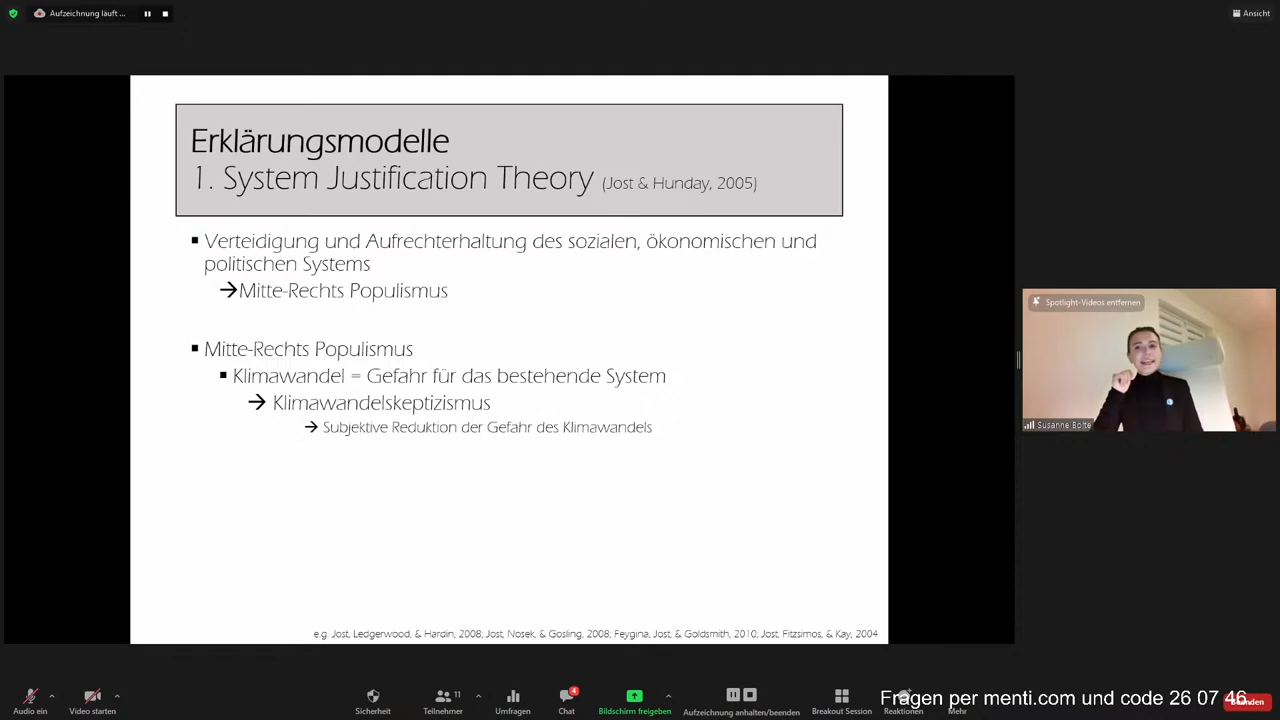 Aufzeichnung läuft ...
Ansicht
Erklärungsmodelle
1. System Justification Theory (Jost & Hunday, 2005)
▪ Verteidigung und Aufrechterhaltung des sozialen, ökonomischen und
politischen Systems
→Mitte-Rechts Populismus
▪ Mitte-Rechts Populismus
▪ Klimawandel = Gefahr für das bestehende System
→ Klimawandelskeptizismus
→ Subjektive Reduktion der Gefahr des Klimawandels
e.g. Jost, Ledgerwood, & Hardin, 2008; Jost, Nosek, & Gosling, 2008; Feygina, Jost, & Goldsmith, 2010; Jost, Fitzsimos, & Kay, 2004
Spotlight-Videos entfernen
Susanne Bolte
Audio ein
Video starten
Sicherheit
11
Teilnehmer
Umfragen
4
Chat
Bildschirm freigeben
Aufzeichnung anhalten/beenden
Breakout Session
Reaktionen
Mehr
Beenden
Fragen per menti.com und code 26 07 46